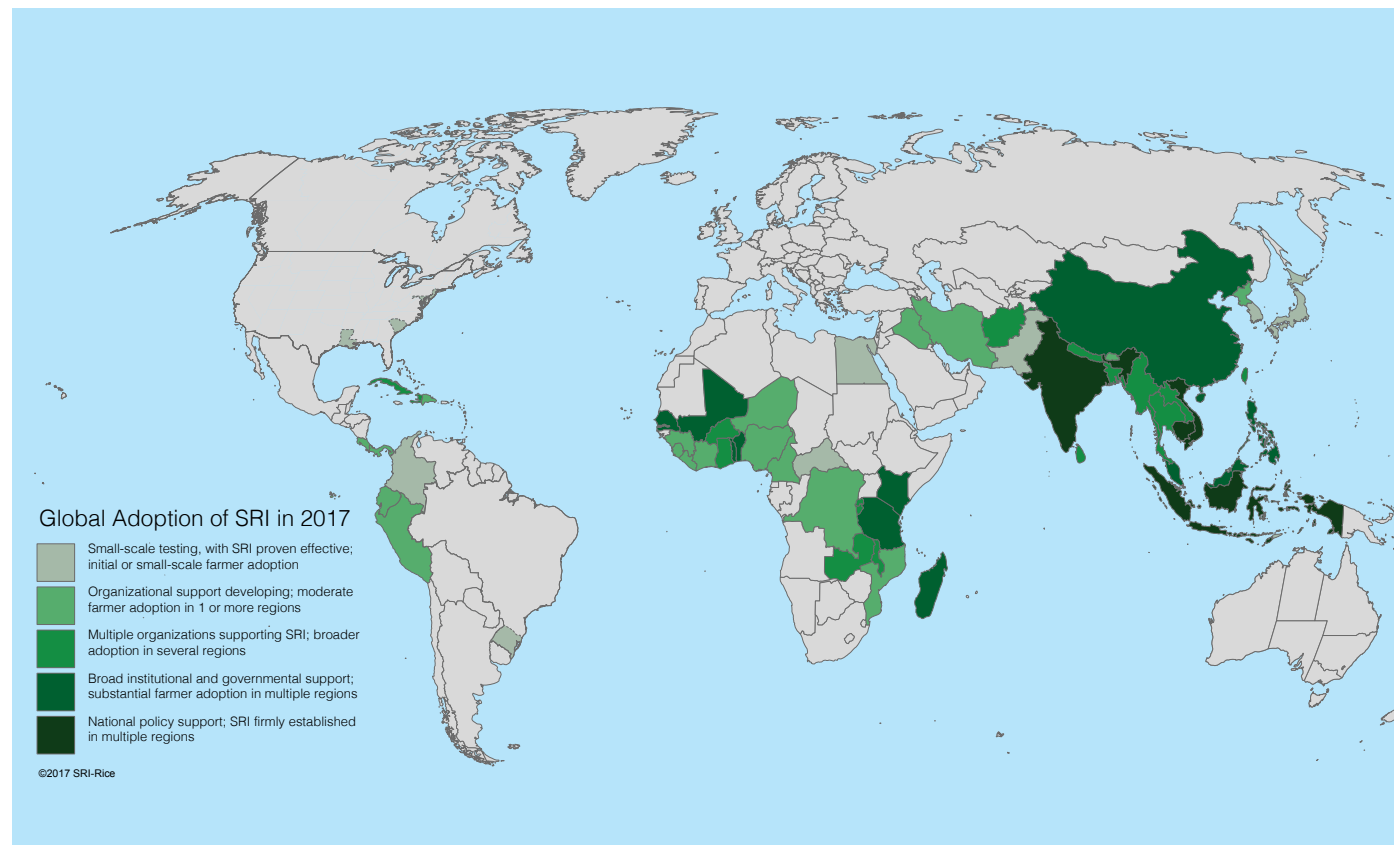 Global Adoption of SRI in 2017
Small-scale testing, with SRI proven effective;
initial or small-scale farmer adoption
Organizational support developing; moderate
farmer adoption in 1 or more regions
Multiple organizations supporting SRI; broader
adoption in several regions
Broad institutional and governmental support;
substantial farmer adoption in multiple regions
National policy support; SRI firmly established
in multiple regions
©2017 SRI-Rice